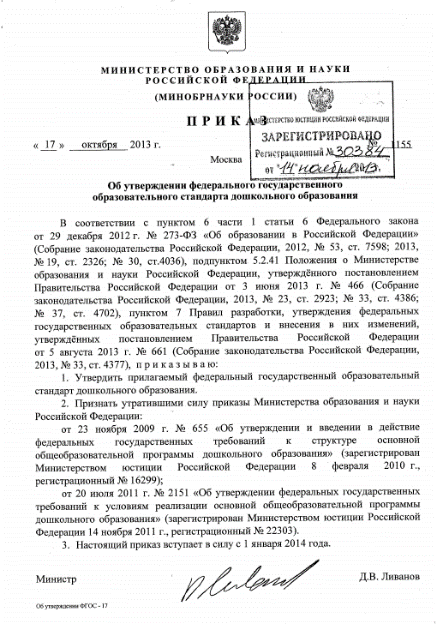 МИНИСТЕРСТВО ОБРАЗОВАНИЯ И НАУКИ
РОССИЙСКОЙ ФЕДЕРАЦИИ
(МИНОБРНАУКИ РОССИИ)
ПРИКАЗ
МИНИСТЕРСТВО ЮСТИЦИИ РОССИЙСКОЙ ФЕДЕРАЦИИ
ЗАРЕГИСТРИРОВАНО
Регистрационный № 30384
от "14" ноября 2013.
« 17 » октября 2013 г.
1155
Москва
Об утверждении федерального государственного
образовательного стандарта дошкольного образования
В соответствии с пунктом 6 части 1 статьи 6 Федерального закона
от 29 декабря 2012 г. № 273-ФЗ «Об образовании в Российской Федерации»
(Собрание законодательства Российской Федерации, 2012, № 53, ст. 7598; 2013,
№ 19, ст. 2326; № 30, ст.4036), подпунктом 5.2.41 Положения о Министерстве
образования и науки Российской Федерации, утверждённого постановлением
Правительства Российской Федерации от 3 июня 2013 г. № 466 (Собрание
законодательства Российской Федерации, 2013, № 23, ст. 2923; № 33, ст. 4386;
№ 37, ст. 4702), пунктом 7 Правил разработки, утверждения федеральных
государственных образовательных стандартов и внесения в них изменений,
утверждённых постановлением Правительства Российской Федерации
от 5 августа 2013 г. № 661 (Собрание законодательства Российской Федерации,
2013, № 33, ст. 4377), приказываю:
1. Утвердить прилагаемый федеральный государственный образовательный
стандарт дошкольного образования.
2. Признать утратившими силу приказы Министерства образования и науки
Российской Федерации:
от 23 ноября 2009 г. № 655 «Об утверждении и введении в действие
федеральных государственных требований к структуре основной
общеобразовательной программы дошкольного образования» (зарегистрирован
Министерством юстиции Российской Федерации 8 февраля 2010 г.,
регистрационный № 16299);
от 20 июля 2011 г. № 2151 «Об утверждении федеральных государственных
требований к условиям реализации основной общеобразовательной программы
дошкольного образования» (зарегистрирован Министерством юстиции Российской
Федерации 14 ноября 2011 г., регистрационный № 22303).
3. Настоящий приказ вступает в силу с 1 января 2014 года.
Министр
Д.В. Ливанов
Об утверждении ФГОС - 17